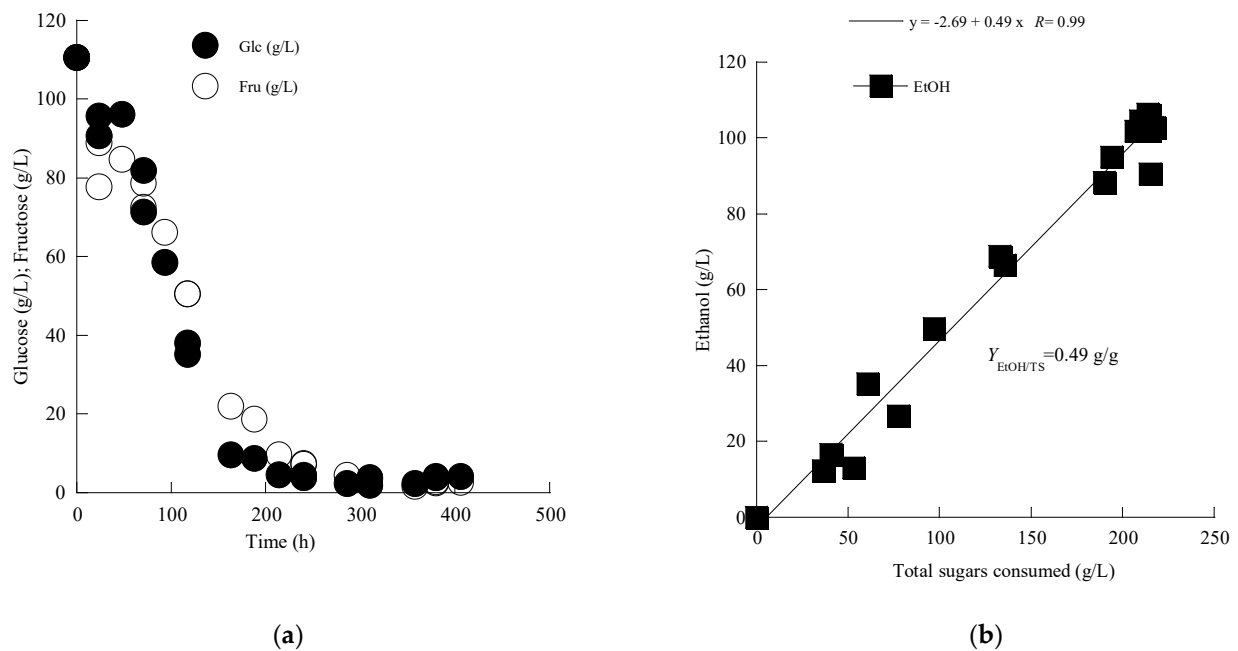 120
100
80
60
40
20
0
Glucose (g/L); Fructose (g/L)
Glc (g/L)
Fru (g/L)
0 100 200 300 400 500
Time (h)
(a)
y = -2.69 + 0.49 x R= 0.99
EtOH
120
100
80
60
40
20
0
Ethanol (g/L)
Y EtOH/TS =0.49 g/g
0 50 100 150 200 250
Total sugars consumed (g/L)
(b)